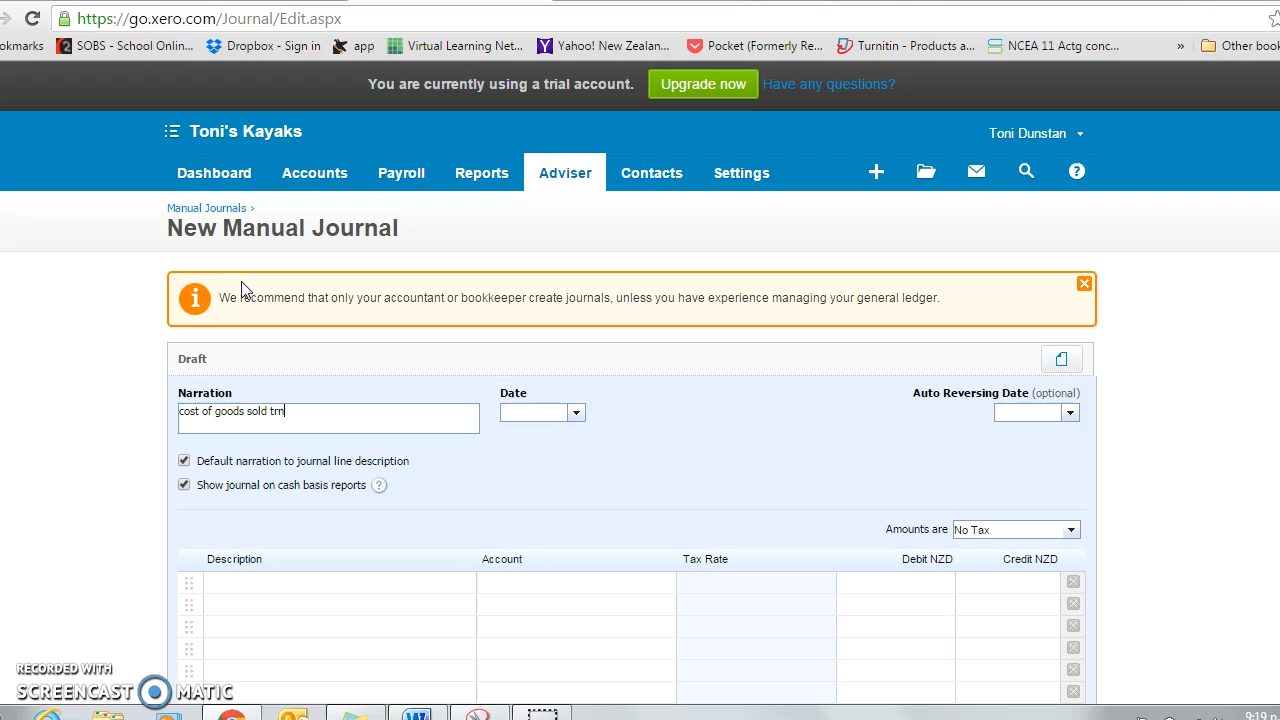 https://go.xero.com/Journal/Edit.aspx
okmarks SOBS - School Onlin... Dropbox - Sign in app Virtual Learning Net... Yahoo! New Zealan... Pocket (Formerly Re... Turnitin - Products a... NCEA 11 Actg conc... » Other book
You are currently using a trial account. Upgrade now Have any questions?
Toni's Kayaks Toni Dunstan
Dashboard Accounts Payroll Reports Adviser Contacts Settings
Manual Journals ›
New Manual Journal
We recommend that only your accountant or bookkeeper create journals, unless you have experience managing your general ledger.
Draft
Narration Date Auto Reversing Date (optional)
cost of goods sold trn
Default narration to journal line description
Show journal on cash basis reports ?
Amounts are No Tax
Description Account Tax Rate Debit NZD Credit NZD
RECORDED WITH
SCREENCAST MATIC
9:19 p